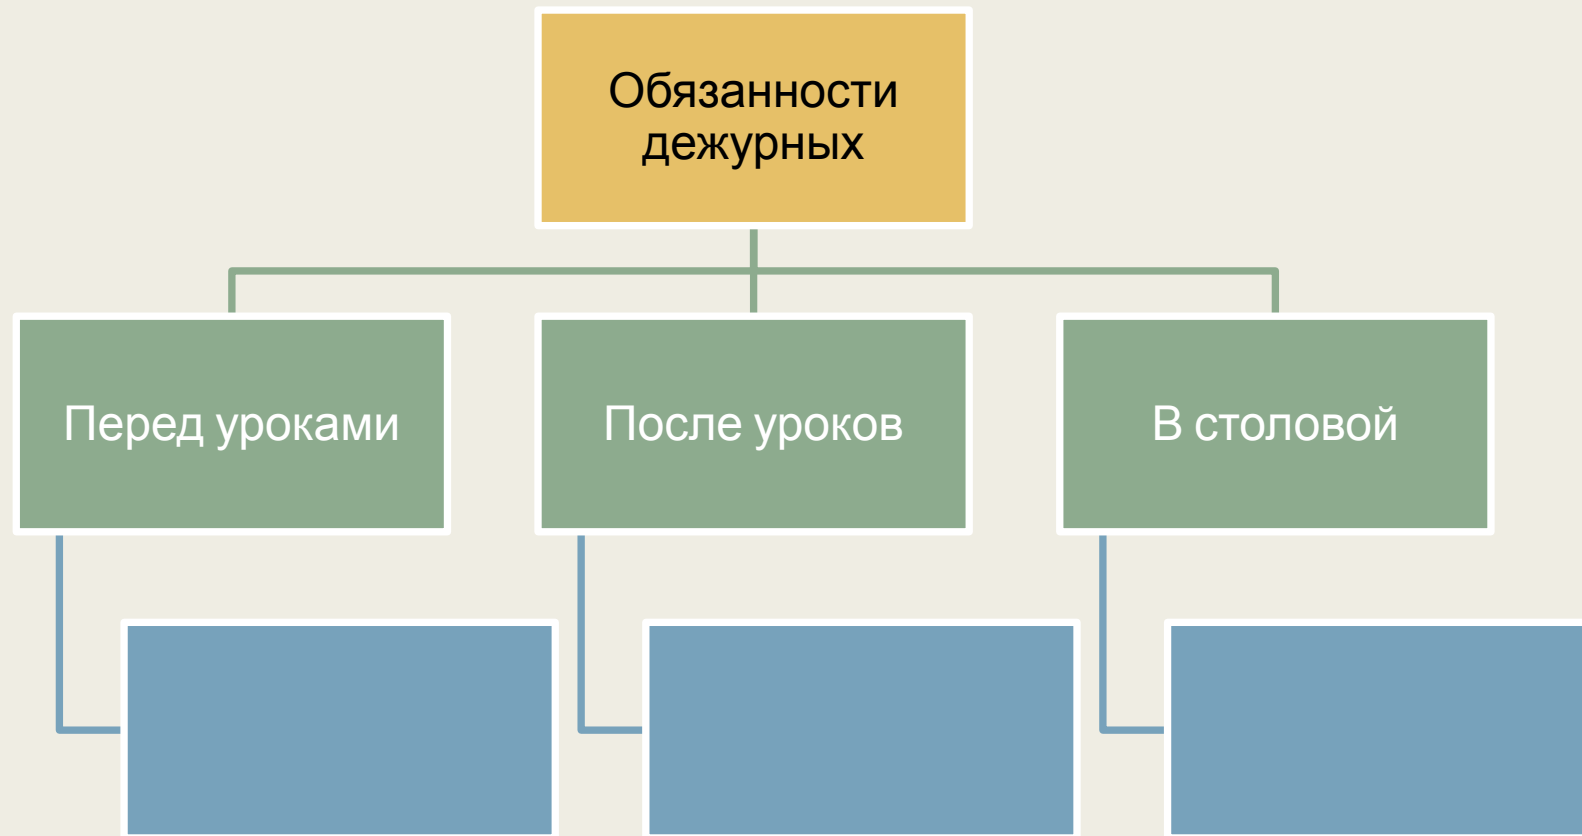 Обязанности
дежурных
Перед уроками
После уроков
В столовой